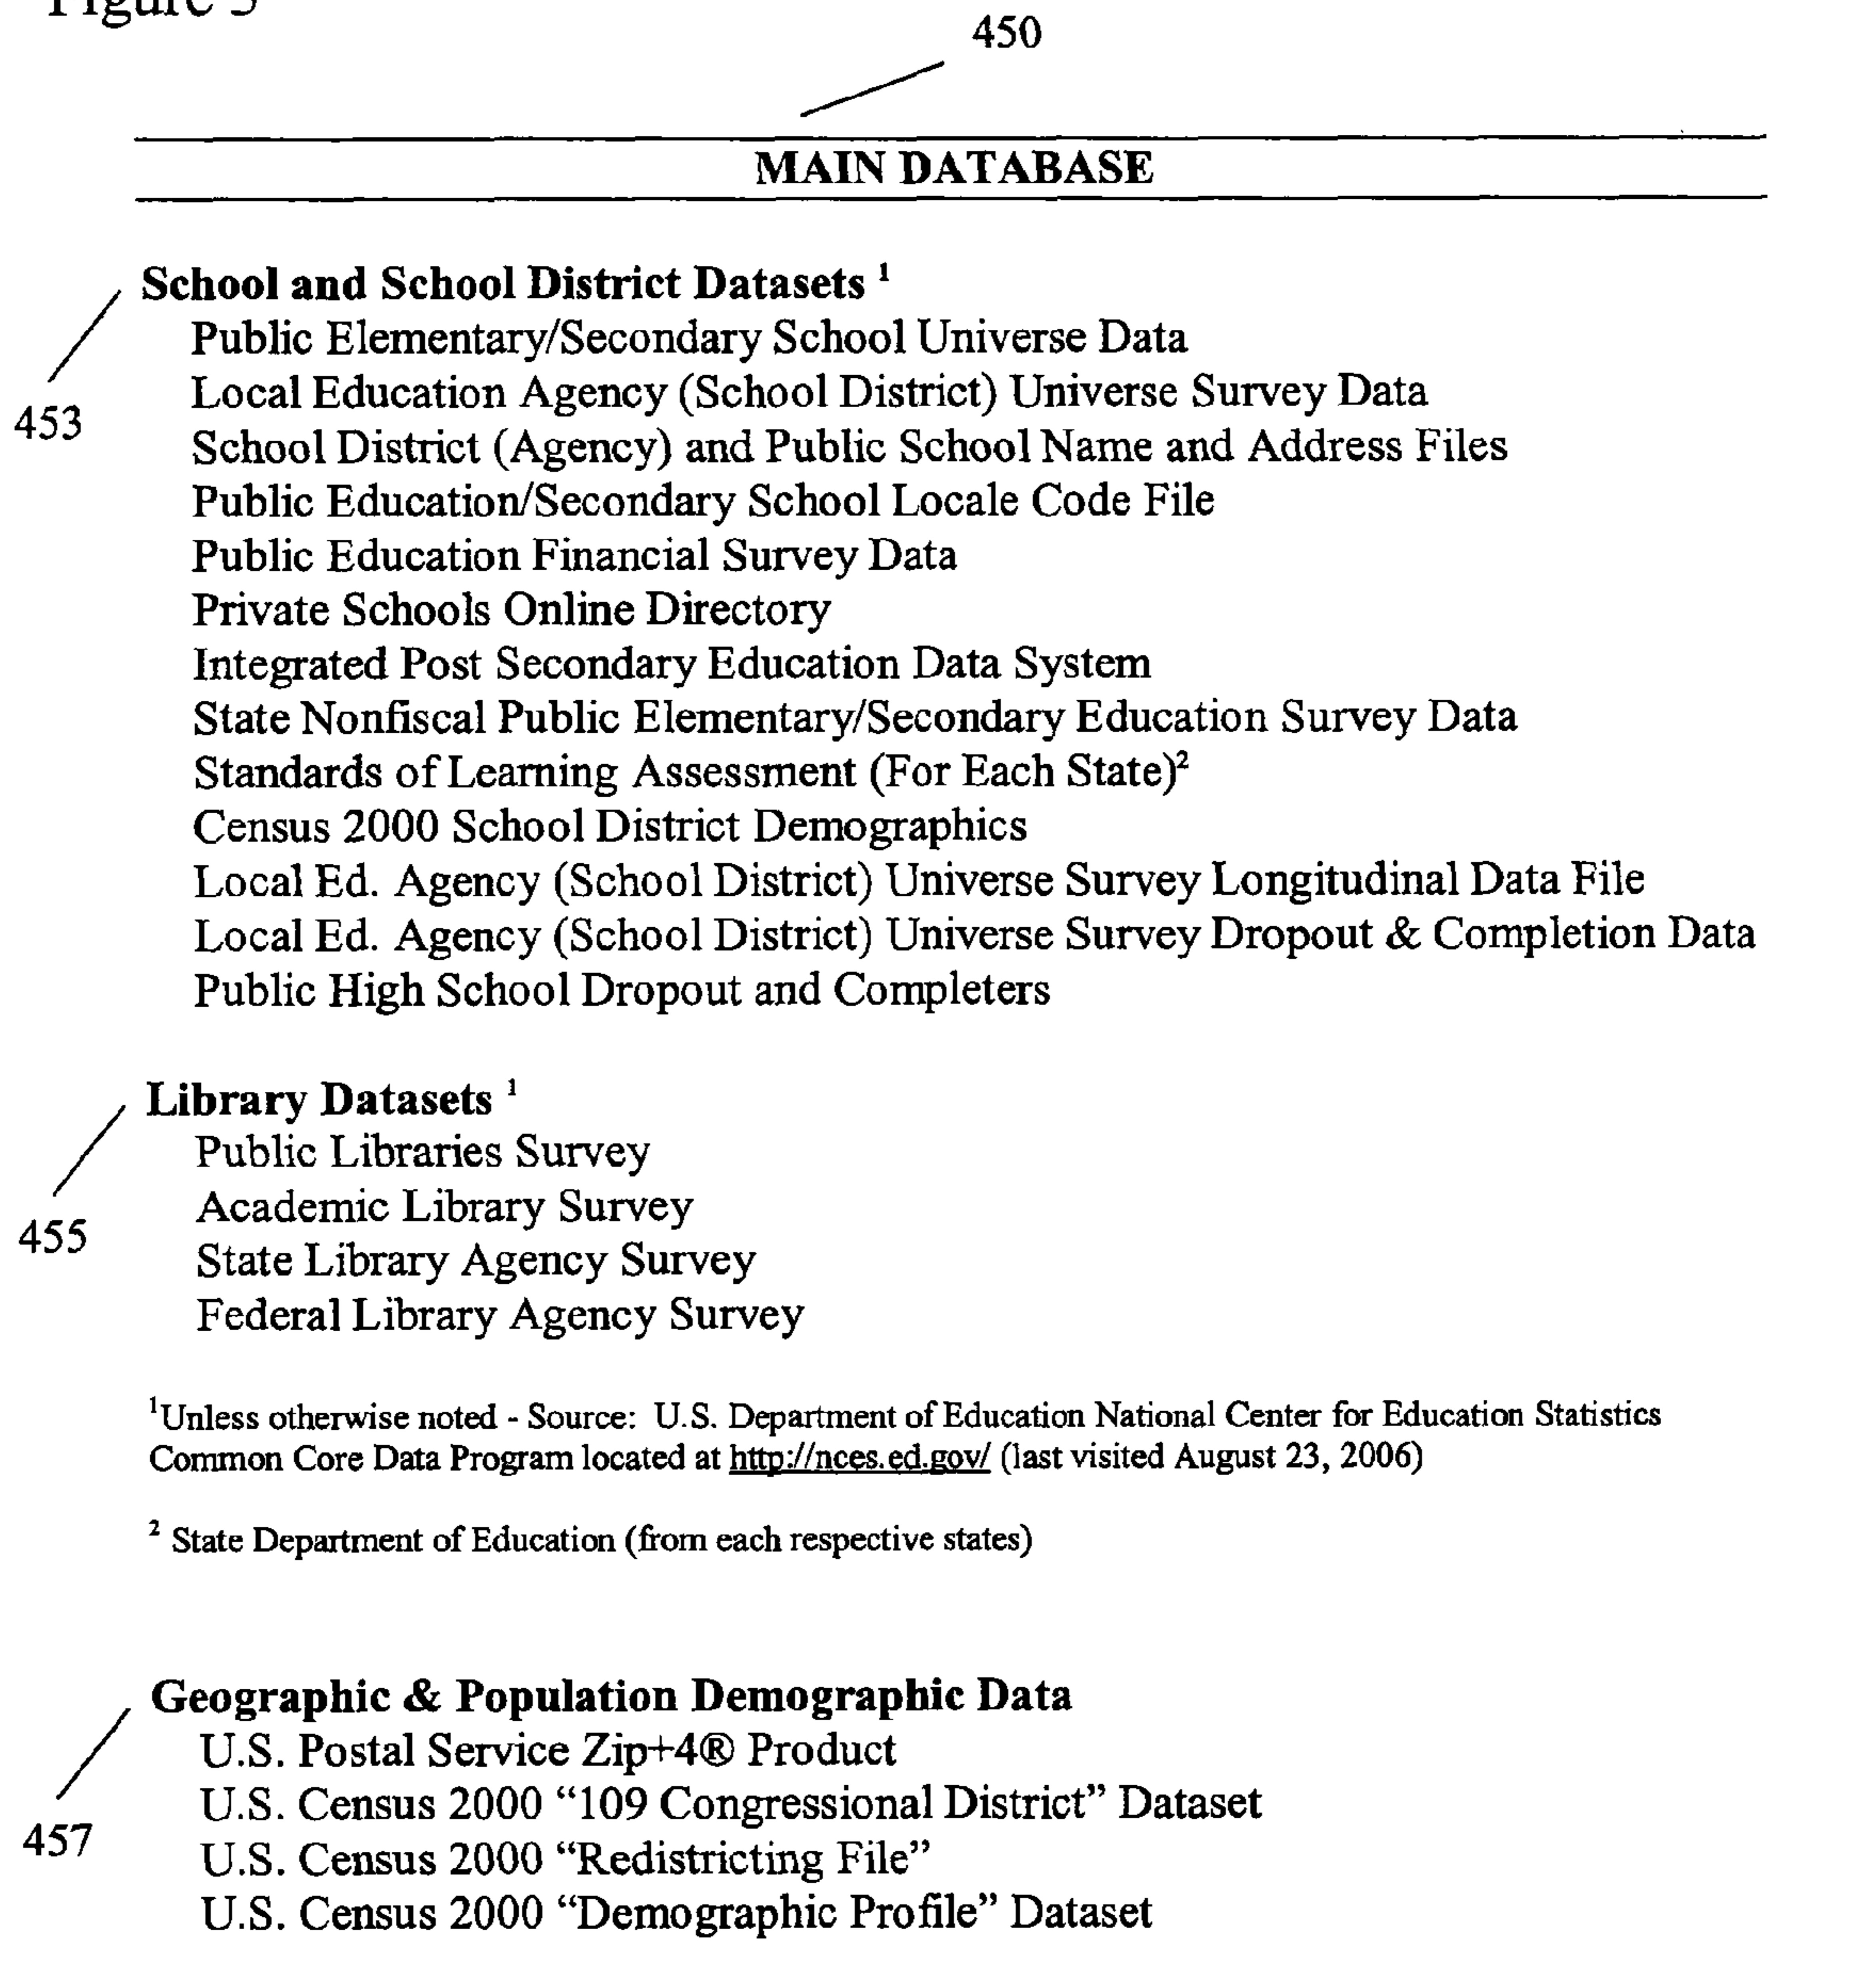 Figure 5
450
MAIN DATABASE
School and School District Datasets ¹
Public Elementary/Secondary School Universe Data
Local Education Agency (School District) Universe Survey Data
453
School District (Agency) and Public School Name and Address Files
Public Education/Secondary School Locale Code File
Public Education Financial Survey Data
Private Schools Online Directory
Integrated Post Secondary Education Data System
State Nonfiscal Public Elementary/Secondary Education Survey Data
Standards of Learning Assessment (For Each State)²
Census 2000 School District Demographics
Local Ed. Agency (School District) Universe Survey Longitudinal Data File
Local Ed. Agency (School District) Universe Survey Dropout & Completion Data
Public High School Dropout and Completers
Library Datasets ¹
Public Libraries Survey
Academic Library Survey
455
State Library Agency Survey
Federal Library Agency Survey
¹Unless otherwise noted - Source: U.S. Department of Education National Center for Education Statistics
Common Core Data Program located at http://nces.ed.gov/ (last visited August 23, 2006)
² State Department of Education (from each respective states)
Geographic & Population Demographic Data
U.S. Postal Service Zip+4® Product
U.S. Census 2000 “109 Congressional District” Dataset
457
U.S. Census 2000 “Redistricting File”
U.S. Census 2000 “Demographic Profile” Dataset